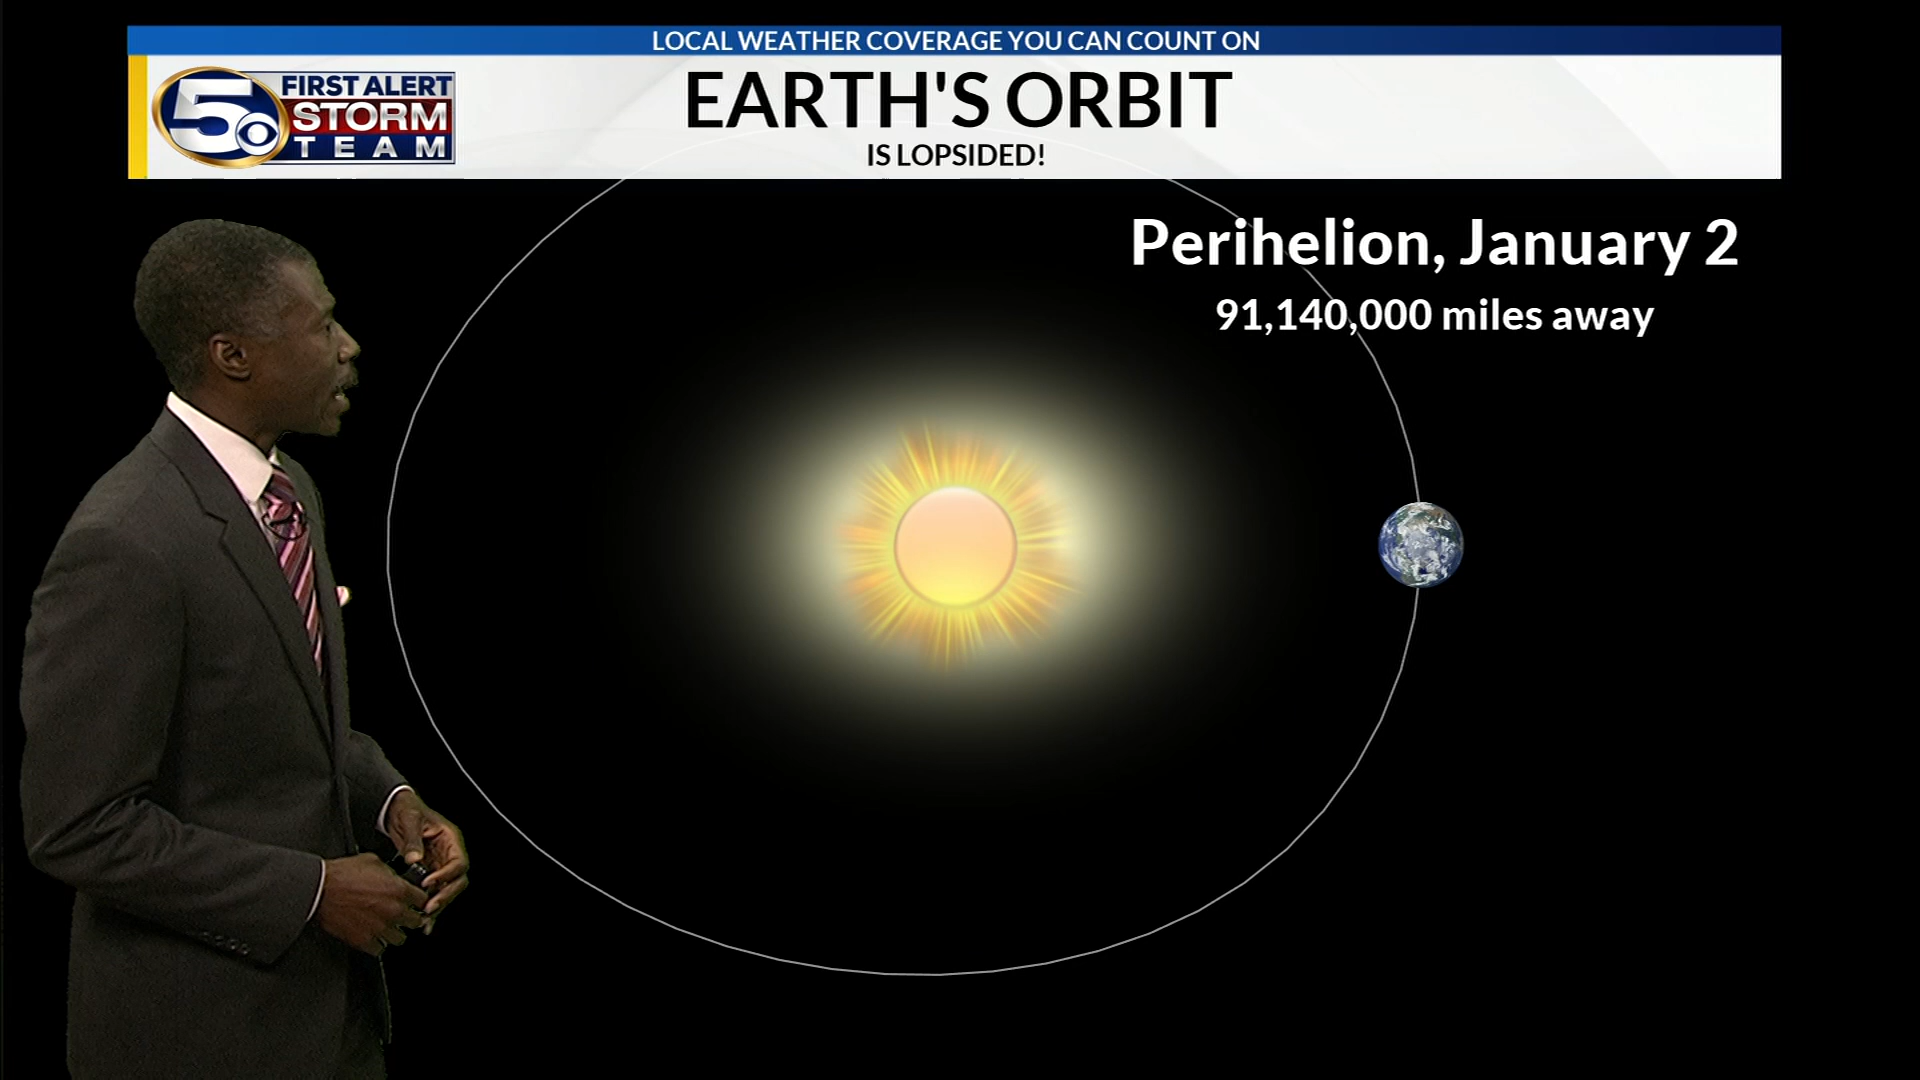 LOCAL WEATHER COVERAGE YOU CAN COUNT ON
5
FIRST ALERT
STORM
TEAM
EARTH'S ORBIT
IS LOPSIDED!
Perihelion, January 2
91,140,000 miles away